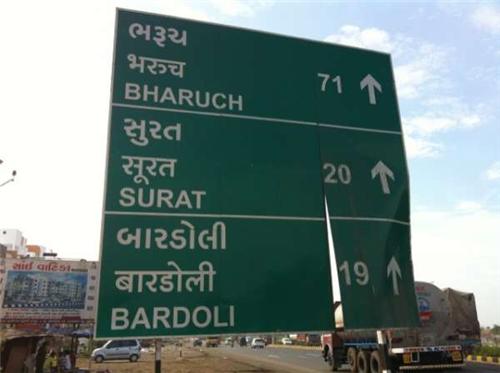 ભરૂચ
भरुच
BHARUCH
71
સુરત
सूरत
SURAT
20
બારડોલી
बारडोली
BARDOLI
19
સાંઈ વાટિકા